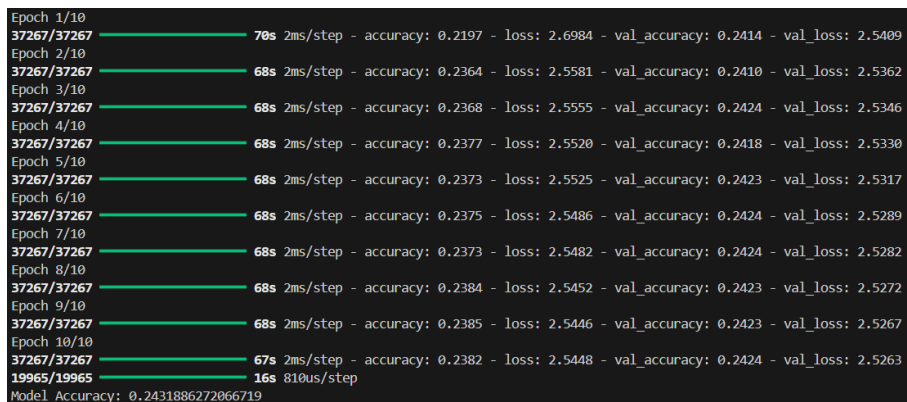 Epoch 1/10
37267/37267 70s 2ms/step - accuracy: 0.2197 - loss: 2.6984 - val_accuracy: 0.2414 - val_loss: 2.5409
Epoch 2/10
37267/37267 68s 2ms/step - accuracy: 0.2364 - loss: 2.5581 - val_accuracy: 0.2410 - val_loss: 2.5362
Epoch 3/10
37267/37267 68s 2ms/step - accuracy: 0.2368 - loss: 2.5555 - val_accuracy: 0.2424 - val_loss: 2.5346
Epoch 4/10
37267/37267 68s 2ms/step - accuracy: 0.2377 - loss: 2.5520 - val_accuracy: 0.2418 - val_loss: 2.5330
Epoch 5/10
37267/37267 68s 2ms/step - accuracy: 0.2373 - loss: 2.5525 - val_accuracy: 0.2423 - val_loss: 2.5317
Epoch 6/10
37267/37267 68s 2ms/step - accuracy: 0.2375 - loss: 2.5486 - val_accuracy: 0.2424 - val_loss: 2.5289
Epoch 7/10
37267/37267 68s 2ms/step - accuracy: 0.2373 - loss: 2.5482 - val_accuracy: 0.2424 - val_loss: 2.5282
Epoch 8/10
37267/37267 68s 2ms/step - accuracy: 0.2384 - loss: 2.5452 - val_accuracy: 0.2423 - val_loss: 2.5272
Epoch 9/10
37267/37267 68s 2ms/step - accuracy: 0.2385 - loss: 2.5446 - val_accuracy: 0.2423 - val_loss: 2.5267
Epoch 10/10
37267/37267 67s 2ms/step - accuracy: 0.2382 - loss: 2.5448 - val_accuracy: 0.2424 - val_loss: 2.5263
19965/19965 16s 810us/step
Model Accuracy: 0.2431886272066719